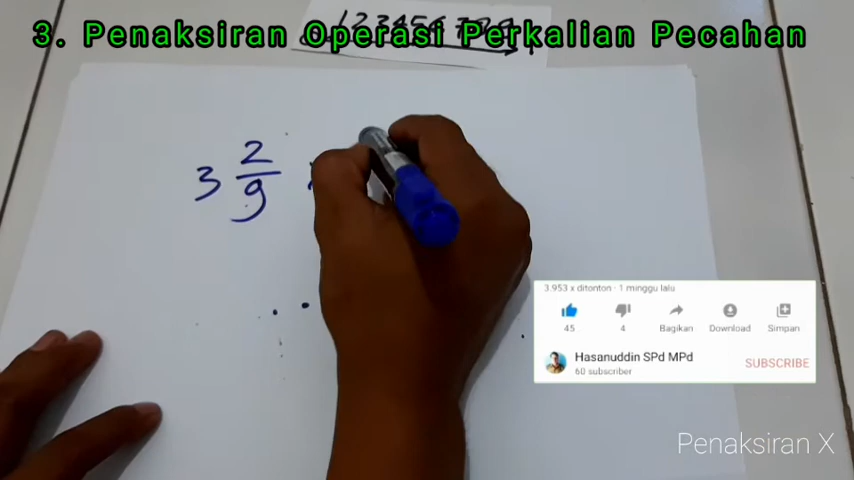 3. Penaksiran Operasi Perkalian Pecahan
123456789
3 2/9
3.953 x ditonton · 1 minggu lalu
45 4 Bagikan Download Simpan
Hasanuddin SPd MPd
SUBSCRIBE
60 subscriber
Penaksiran X